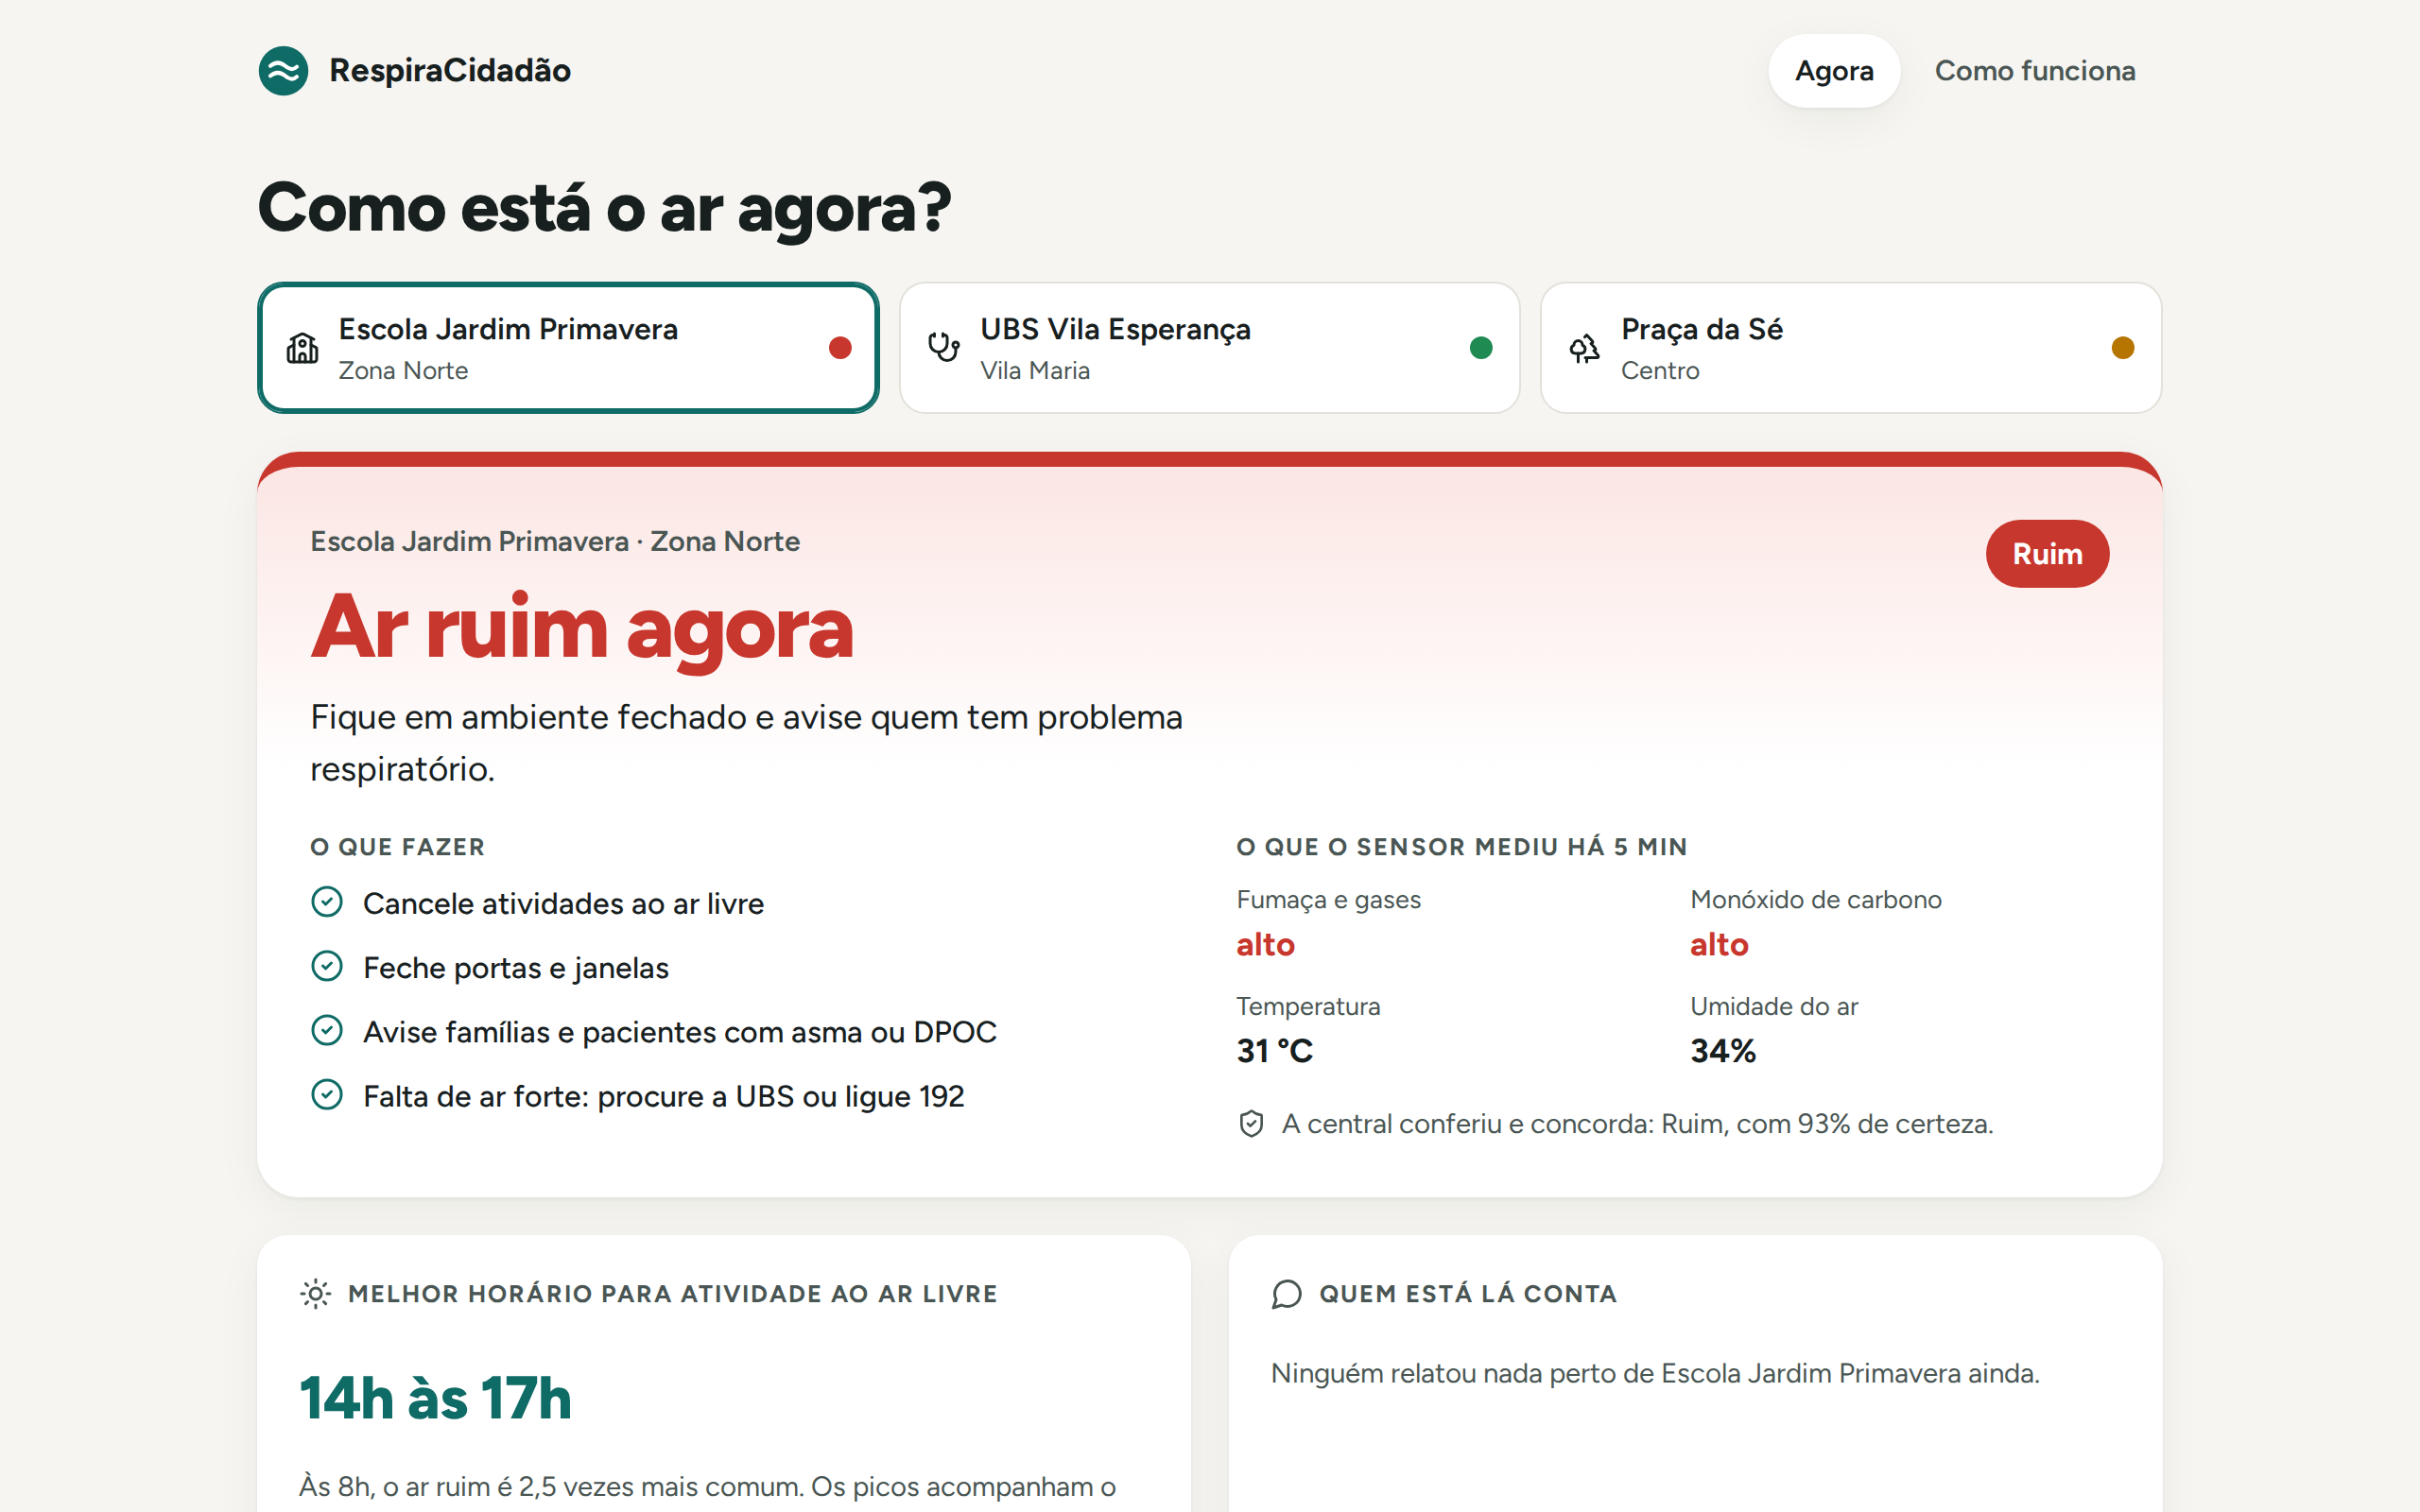 RespiraCidadão
Agora
Como funciona
Como está o ar agora?
Escola Jardim Primavera
Zona Norte
UBS Vila Esperança
Vila Maria
Praça da Sé
Centro
Escola Jardim Primavera · Zona Norte
Ruim
Ar ruim agora
Fique em ambiente fechado e avise quem tem problema
respiratório.
O QUE FAZER
Cancele atividades ao ar livre
Feche portas e janelas
Avise famílias e pacientes com asma ou DPOC
Falta de ar forte: procure a UBS ou ligue 192
O QUE O SENSOR MEDIU HÁ 5 MIN
Fumaça e gases
alto
Monóxido de carbono
alto
Temperatura
31 °C
Umidade do ar
34%
A central conferiu e concorda: Ruim, com 93% de certeza.
MELHOR HORÁRIO PARA ATIVIDADE AO AR LIVRE
14h às 17h
Às 8h, o ar ruim é 2,5 vezes mais comum. Os picos acompanham o
QUEM ESTÁ LÁ CONTA
Ninguém relatou nada perto de Escola Jardim Primavera ainda.